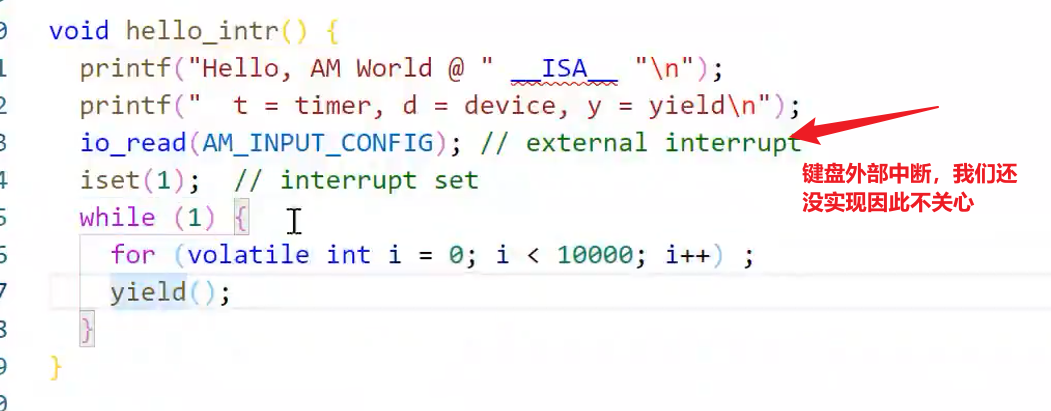 0 void hello_intr() {
1 printf("Hello, AM World @ " __ISA__ "\n");
2 printf("  t = timer, d = device, y = yield\n");
3 io_read(AM_INPUT_CONFIG); // external interrupt
4 iset(1);  // interrupt set
键盘外部中断，我们还
没实现因此不关心
5 while (1) {
6 for (volatile int i = 0; i < 10000; i++) ;
7 yield();
8 }
9 }
0